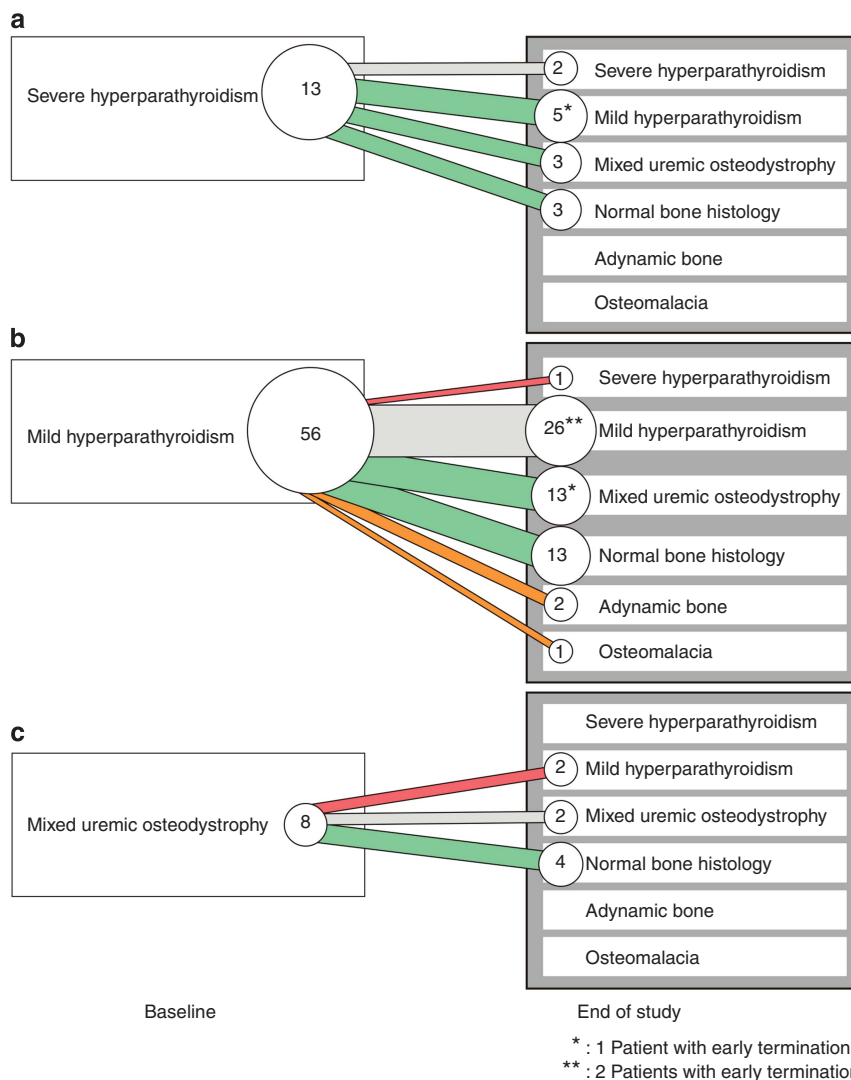 a
Severe hyperparathyroidism
13
2
Severe hyperparathyroidism
5*
Mild hyperparathyroidism
3
Mixed uremic osteodystrophy
3
Normal bone histology
Adynamic bone
Osteomalacia
b
Mild hyperparathyroidism
56
1
Severe hyperparathyroidism
26**
Mild hyperparathyroidism
13*
Mixed uremic osteodystrophy
13
Normal bone histology
2
Adynamic bone
1
Osteomalacia
c
Mixed uremic osteodystrophy
8
Severe hyperparathyroidism
2
Mild hyperparathyroidism
2
Mixed uremic osteodystrophy
4
Normal bone histology
Adynamic bone
Osteomalacia
Baseline
End of study
* : 1 Patient with early termination
** : 2 Patients with early termination